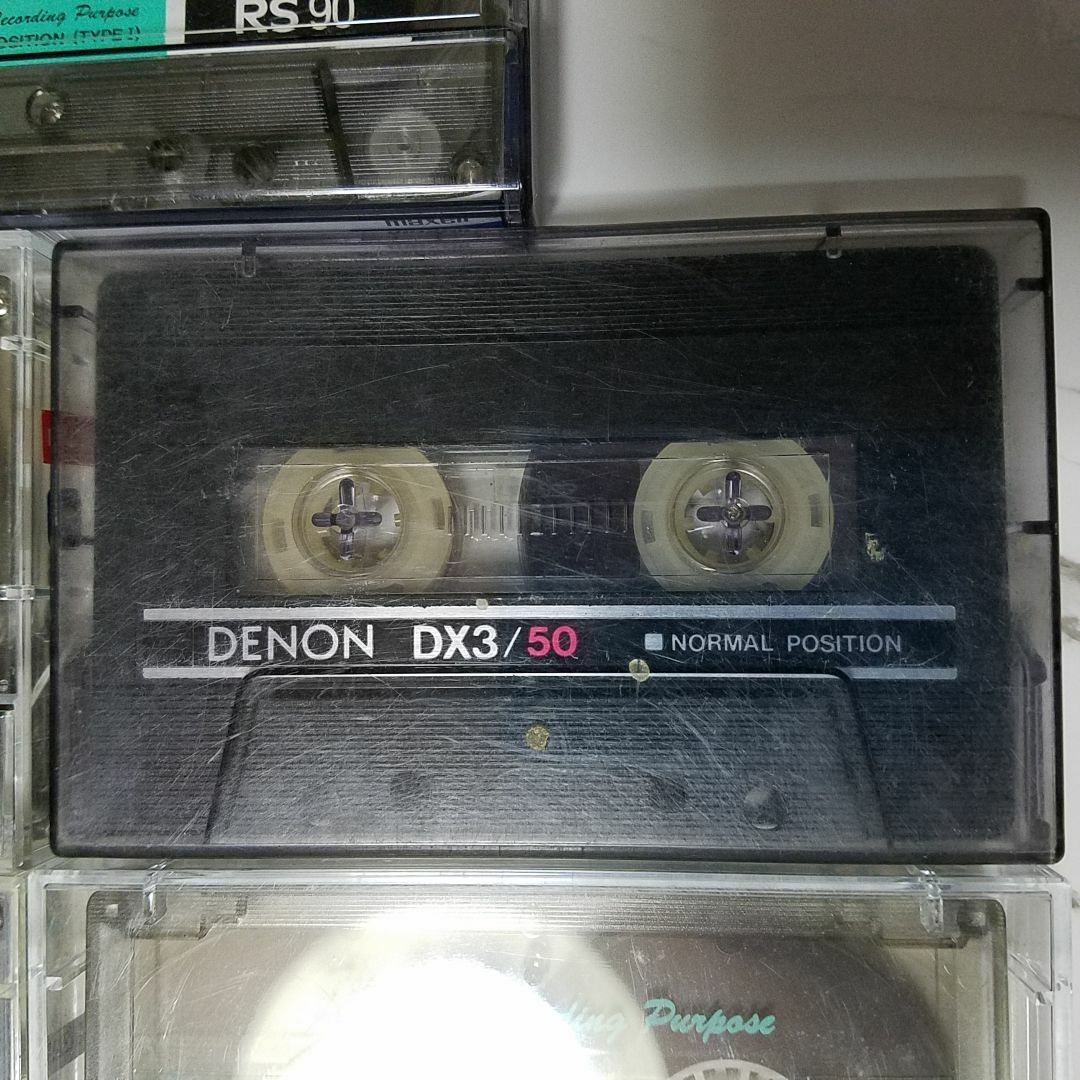 Recording Purpose
POSITION (TYPE I)
RS 90
maxell
DENON DX3/50 NORMAL POSITION
Purpose